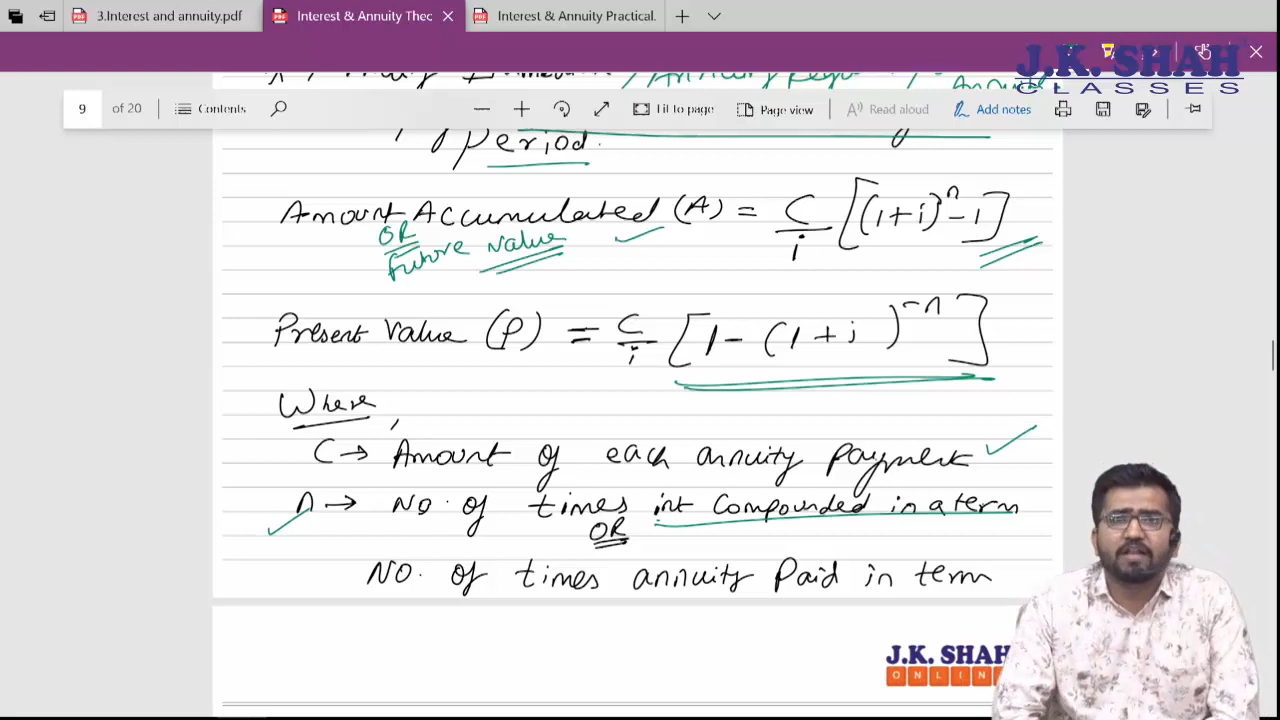 3.Interest and annuity.pdf
Interest & Annuity Theo
Interest & Annuity Practical.
J.K. SHAH
CLASSES
9 of 20
Contents
Fit to page
Page view
Read aloud
Add notes
period.
Amount Accumulated (A) = C/i [(1+i)^n - 1]
OR
future value
Present value (P) = C/i [1 - (1+i)^-n]
Where,
C → Amount of each annuity payment
n → No. of times int Compounded in a term
OR
No. of times annuity Paid in term
J.K. SHAH
ONLINE